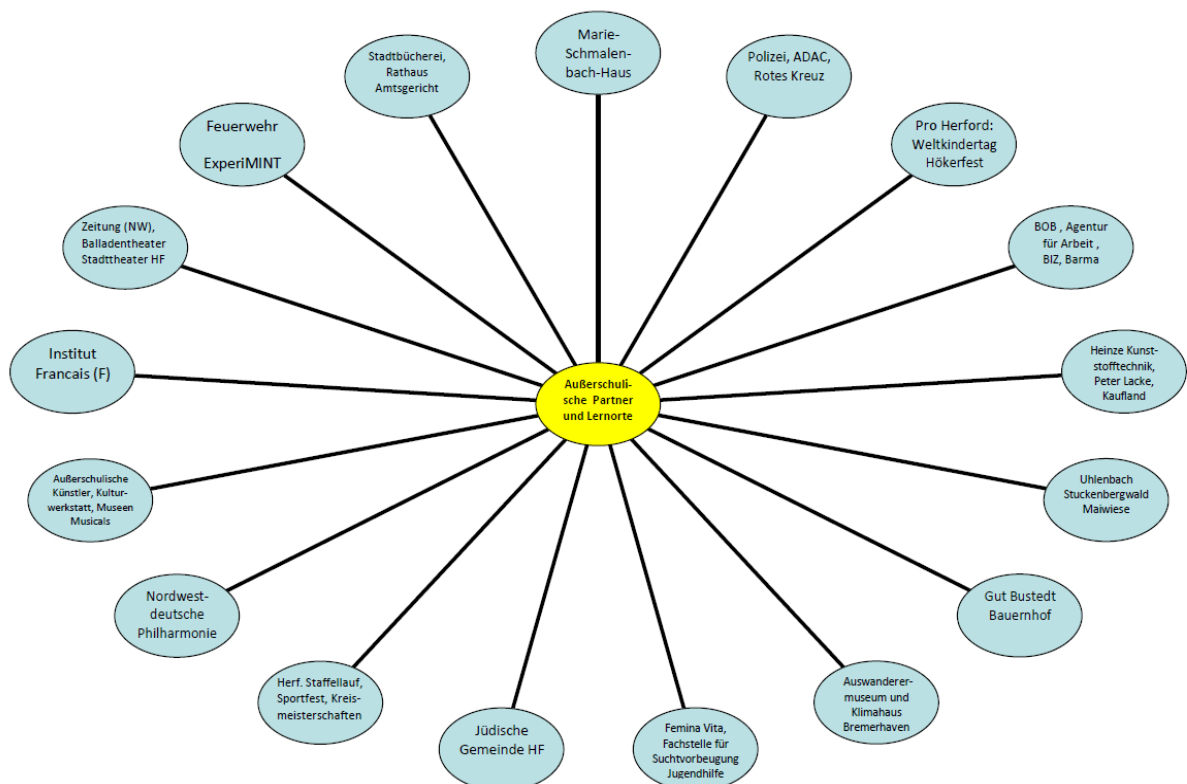 Marie-
Schmalen-
bach-Haus
Polizei, ADAC,
Rotes Kreuz
Pro Herford:
Weltkindertag
Hökerfest
BOB , Agentur
für Arbeit ,
BIZ, Barma
Heinze Kunst-
stofftechnik,
Peter Lacke,
Kaufland
Uhlenbach
Stuckenbergwald
Maiwiese
Gut Bustedt
Bauernhof
Auswanderer-
museum und
Klimahaus
Bremerhaven
Femina Vita,
Fachstelle für
Suchtvorbeugung
Jugendhilfe
Jüdische
Gemeinde HF
Herf. Staffellauf,
Sportfest, Kreis-
meisterschaften
Nordwest-
deutsche
Philharmonie
Außerschulische
Künstler, Kultur-
werkstatt, Museen
Musicals
Institut
Francais (F)
Zeitung (NW),
Balladentheater
Stadttheater HF
Feuerwehr
ExperiMINT
Stadtbücherei,
Rathaus
Amtsgericht
Außerschuli-
sche Partner
und Lernorte